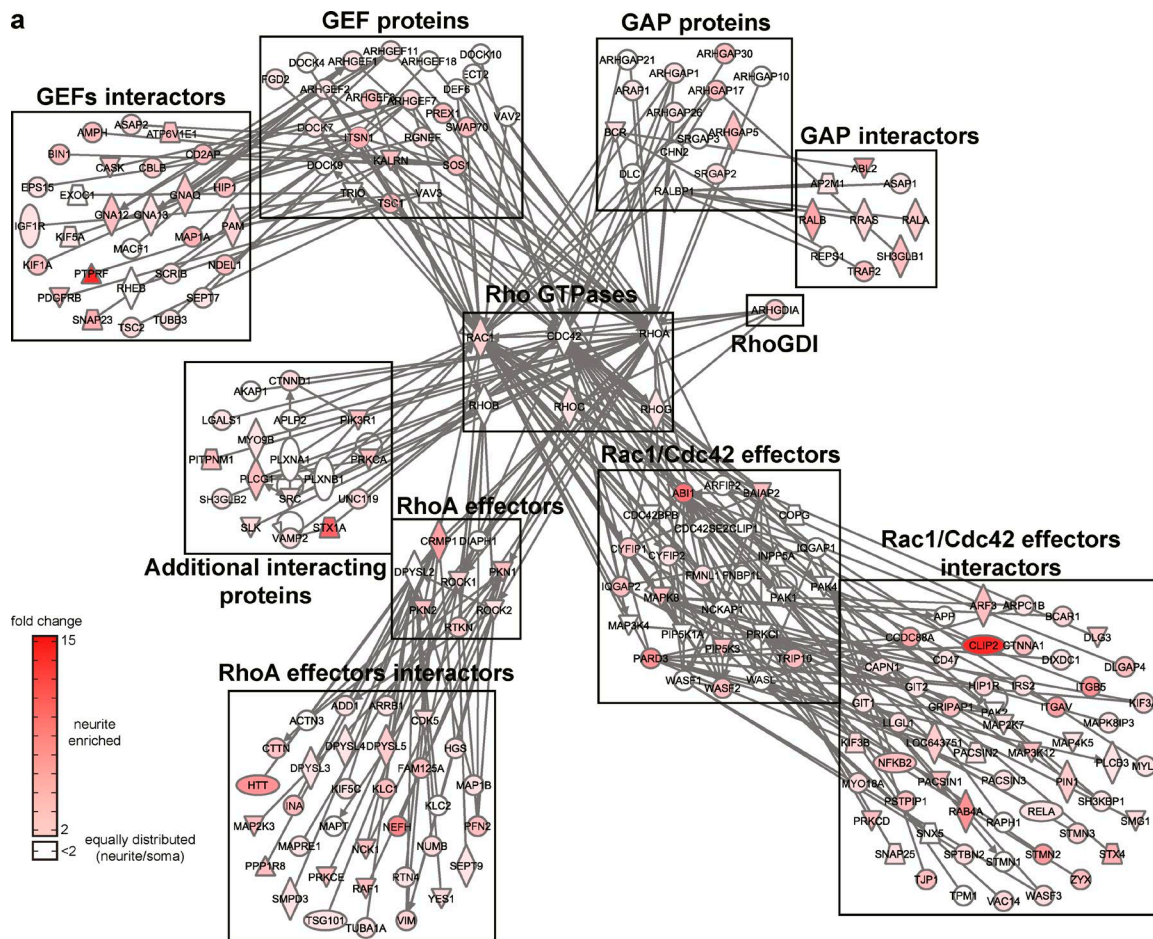 a
GEF proteins
DOCK4
ARHGEF1
ARHGEF11
ARHGEF18
DOCK10
FGD2
ARHGEF2
ARHGEF7
DEF6
ECT2
VAV2
PREX1
SWAP70
DOCK7
ITSN1
RGNEF
KALRN
SOS1
DOCK9
TRIO
VAV3
TSC1
GAP proteins
ARHGAP21
ARHGAP30
ARAP1
ARHGAP1
ARHGAP17
ARHGAP10
BCR
ARHGAP26
SRGAP3
ARHGAP5
CHN2
DLC
RALBP1
SRGAP2
GEFs interactors
AMPH
ASAP2
ATP6V1E1
BIN1
CASK
CBLB
CD2AP
EPS15
EXOC1
GNAQ
HIP1
IGF1R
GNA12
GNA13
PAM
KIF5A
MACF1
MAP1A
KIF1A
PTPRF
RHEB
SCRIB
NDEL1
PDGFRB
SEPT7
SNAP23
TSC2
TUBB3
GAP interactors
ABL2
AP2M1
ASAP1
RALB
RRAS
RALA
REPS1
TRAF2
SH3GLB1
Rho GTPases
RAC1
CDC42
RHOA
RHOB
RHOC
RHOG
ARHGDIA
RhoGDI
AKAP1
CTNND1
LGALS1
APLP2
PIK3R1
MYO9B
PITPNM1
PLXNA1
PRKCA
PLCG1
PLXNB1
SH3GLB2
SRC
UNC119
SLK
VAMP2
STX1A
Additional interacting
proteins
RhoA effectors
CRMP1
DIAPH1
DPYSL2
ROCK1
PKN1
PKN2
ROCK2
RTKN
Rac1/Cdc42 effectors
ABI1
ARFIP2
BAIAP2
CDC42BPB
COPG
CDC42SE2
CLIP1
CYFIP1
CYFIP2
INPP5A
IQGAP1
IQGAP2
FMNL1
FNBP1L
PAK4
MAPK8
PAK1
MAP3K4
NCKAP1
PIP5K1A
PRKCI
PARD3
PIP5K3
TRIP10
WASF1
WASF2
WASL
Rac1/Cdc42 effectors
interactors
APP
ARF3
ARPC1B
BCAR1
CCDC88A
CLIP2
CTNNA1
DLG3
CAPN1
CD47
DIXDC1
DLGAP4
GIT2
HIP1R
IRS2
ITGB5
GIT1
GRIPAP1
PAK2
ITGAV
KIF3A
LLGL1
MAP2K7
MAPK8IP3
KIF3B
LOC643751
PACSIN2
MAP3K12
MAP4K5
NFKB2
PLCB3
MYL
MYO18A
PACSIN1
PACSIN3
PIN1
PSTPIP1
RAB4A
RELA
SH3KBP1
PRKCD
RAPH1
SMG1
SNX5
STMN3
SNAP25
SPTBN2
STMN1
STMN2
STX4
TJP1
TPM1
VAC14
WASF3
ZYX
RhoA effectors interactors
ACTN3
ADD1
ARRB1
CDK5
CTTN
DPYSL4
DPYSL5
HGS
DPYSL3
FAM125A
HTT
KIF5C
KLC1
MAP1B
INA
KLC2
MAP2K3
MAPT
NEFH
PFN2
MAPRE1
NCK1
NUMB
PPP1R8
SEPT9
PRKCE
RAF1
RTN4
SMPD3
YES1
TSG101
TUBA1A
VIM
fold change
15
neurite
enriched
2
<2
equally distributed
(neurite/soma)